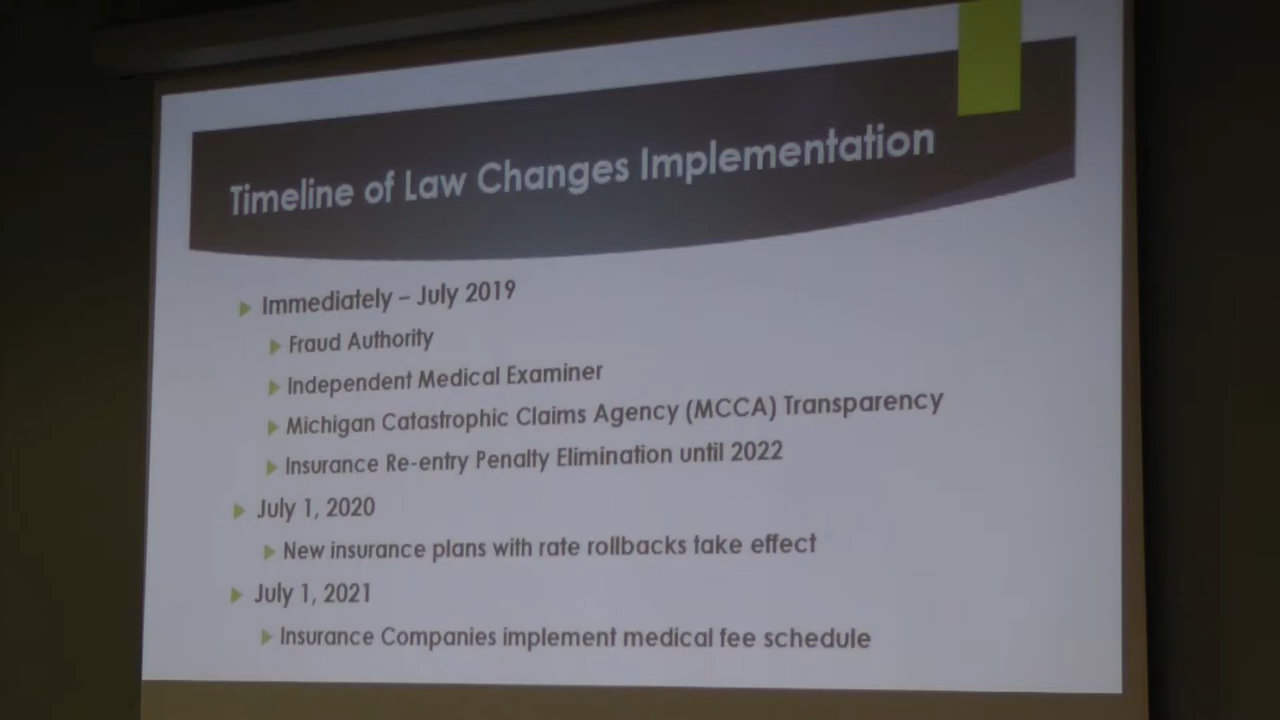 Timeline of Law Changes Implementation
Immediately – July 2019
Fraud Authority
Independent Medical Examiner
Michigan Catastrophic Claims Agency (MCCA) Transparency
Insurance Re-entry Penalty Elimination until 2022
July 1, 2020
New insurance plans with rate rollbacks take effect
July 1, 2021
Insurance Companies implement medical fee schedule